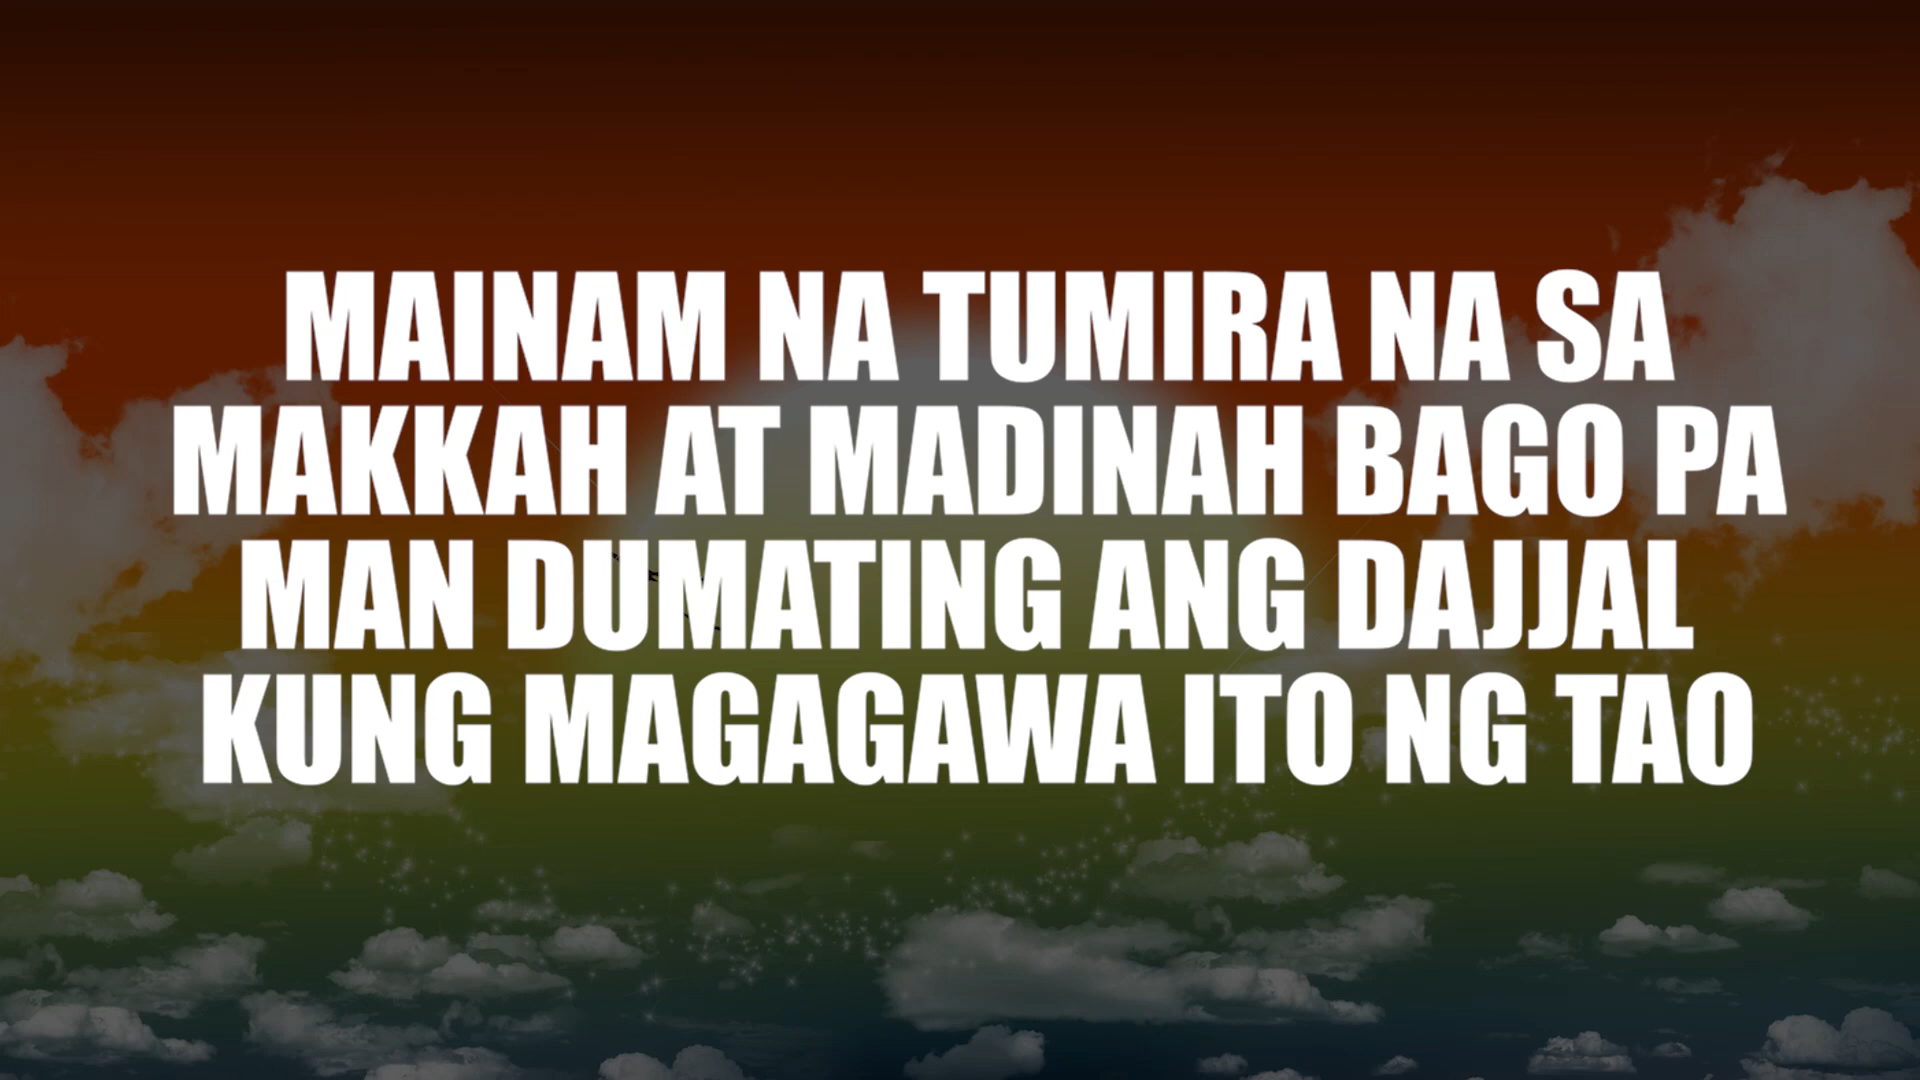 MAINAM NA TUMIRA NA SA
MAKKAH AT MADINAH BAGO PA
MAN DUMATING ANG DAJJAL
KUNG MAGAGAWA ITO NG TAO